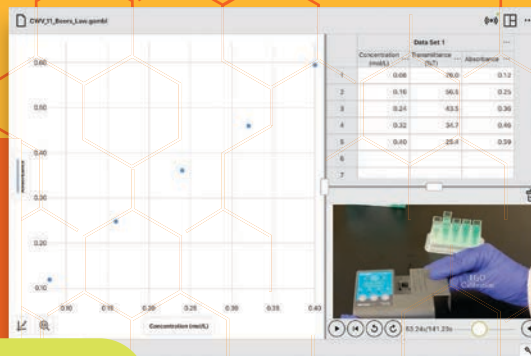 CWV_11_Beers_Law.gambl
Data Set 1
Concentration (mol/L) Transmittance (%T) Absorbance
1 0.08 76.0 0.12
2 0.16 56.5 0.25
3 0.24 43.5 0.36
4 0.32 34.7 0.46
5 0.40 25.4 0.59
6
7
0.60
0.50
0.40
0.30
0.20
0.10
Absorbance
0.10 0.15 0.20 0.25 0.30 0.35 0.40
Concentration (mol/L)
H₂O
Calibration
53.24s/141.23s